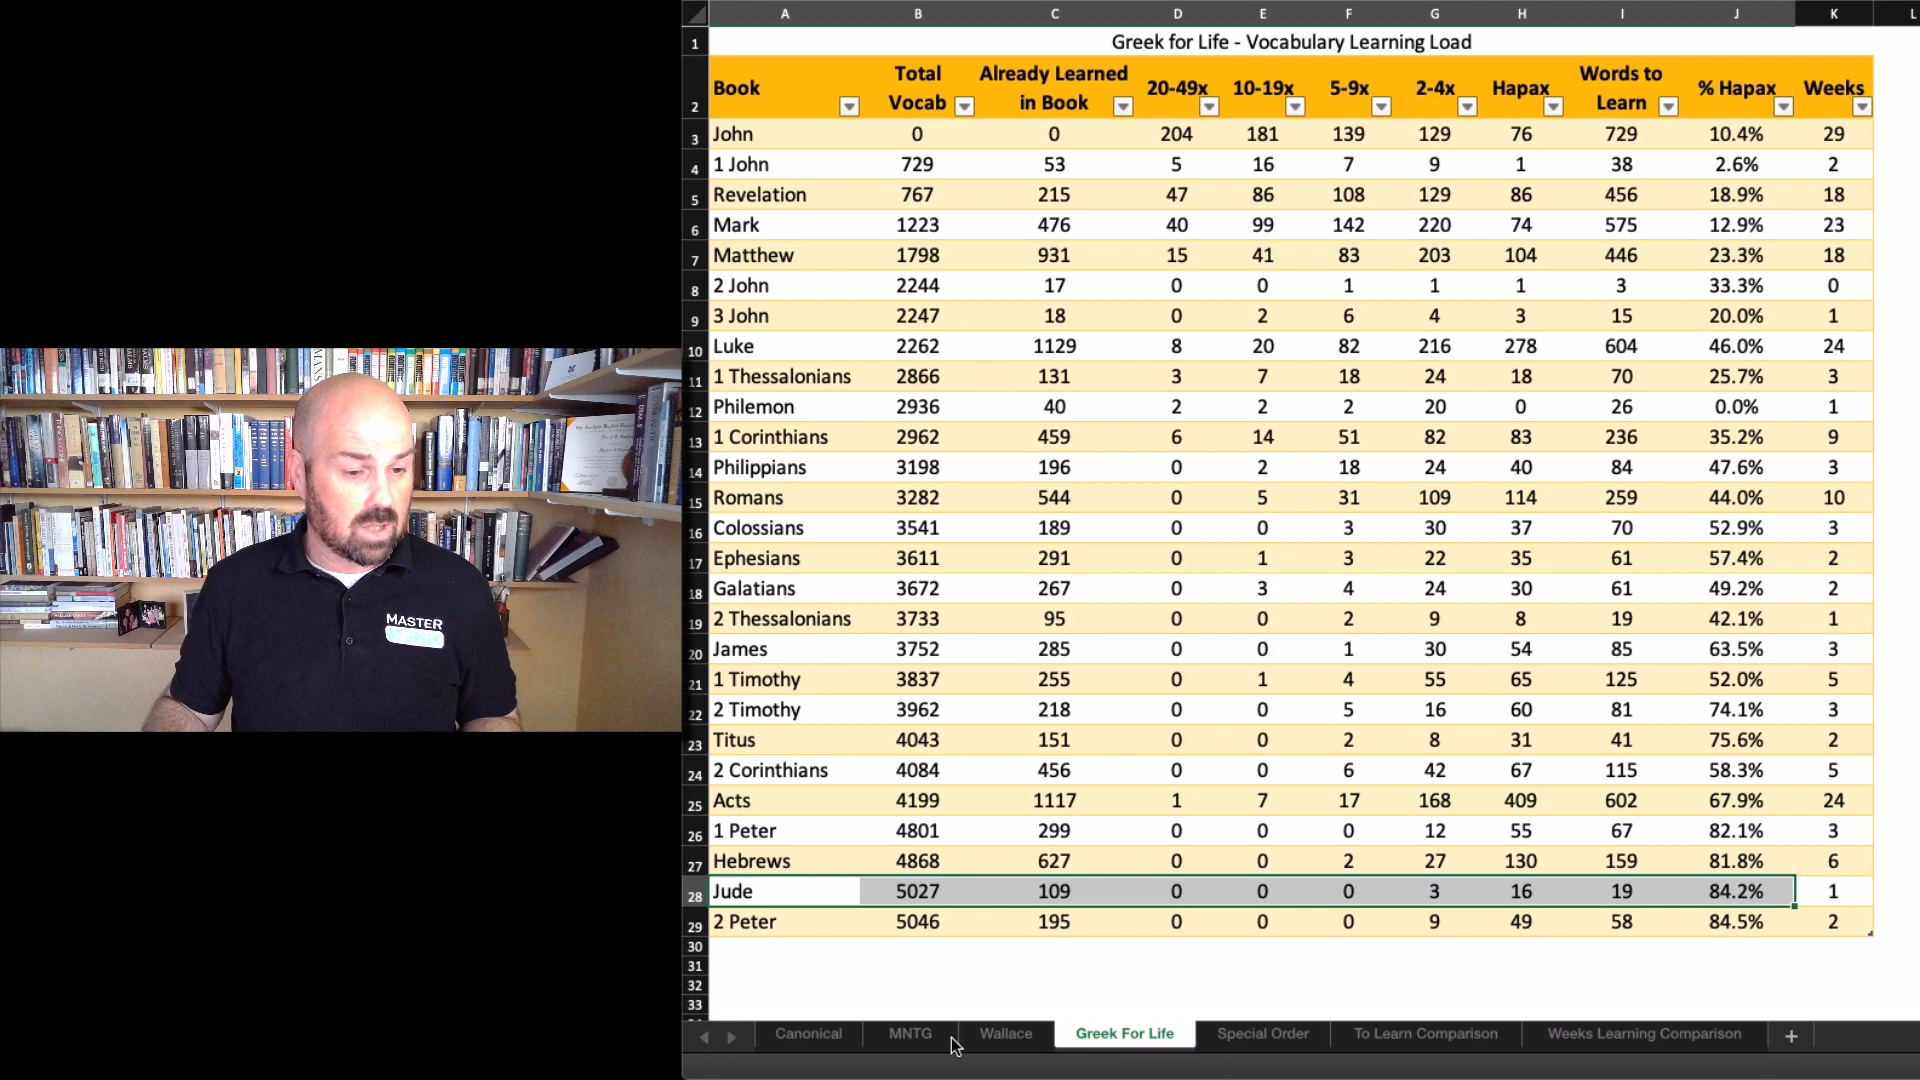 A B C D E F G H I J K L
1 Greek for Life - Vocabulary Learning Load
2 Book Total Vocab Already Learned in Book 20-49x 10-19x 5-9x 2-4x Hapax Words to Learn % Hapax Weeks
3 John 0 0 204 181 139 129 76 729 10.4% 29
4 1 John 729 53 5 16 7 9 1 38 2.6% 2
5 Revelation 767 215 47 86 108 129 86 456 18.9% 18
6 Mark 1223 476 40 99 142 220 74 575 12.9% 23
7 Matthew 1798 931 15 41 83 203 104 446 23.3% 18
8 2 John 2244 17 0 0 1 1 1 3 33.3% 0
9 3 John 2247 18 0 2 6 4 3 15 20.0% 1
10 Luke 2262 1129 8 20 82 216 278 604 46.0% 24
11 1 Thessalonians 2866 131 3 7 18 24 18 70 25.7% 3
12 Philemon 2936 40 2 2 2 20 0 26 0.0% 1
13 1 Corinthians 2962 459 6 14 51 82 83 236 35.2% 9
14 Philippians 3198 196 0 2 18 24 40 84 47.6% 3
15 Romans 3282 544 0 5 31 109 114 259 44.0% 10
16 Colossians 3541 189 0 0 3 30 37 70 52.9% 3
17 Ephesians 3611 291 0 1 3 22 35 61 57.4% 2
18 Galatians 3672 267 0 3 4 24 30 61 49.2% 2
19 2 Thessalonians 3733 95 0 0 2 9 8 19 42.1% 1
20 James 3752 285 0 0 1 30 54 85 63.5% 3
21 1 Timothy 3837 255 0 1 4 55 65 125 52.0% 5
22 2 Timothy 3962 218 0 0 5 16 60 81 74.1% 3
23 Titus 4043 151 0 0 2 8 31 41 75.6% 2
24 2 Corinthians 4084 456 0 0 6 42 67 115 58.3% 5
25 Acts 4199 1117 1 7 17 168 409 602 67.9% 24
26 1 Peter 4801 299 0 0 0 12 55 67 82.1% 3
27 Hebrews 4868 627 0 0 2 27 130 159 81.8% 6
28 Jude 5027 109 0 0 0 3 16 19 84.2% 1
29 2 Peter 5046 195 0 0 0 9 49 58 84.5% 2
30
31
32
33
Canonical MNTG Wallace Greek For Life Special Order To Learn Comparison Weeks Learning Comparison +
MASTER